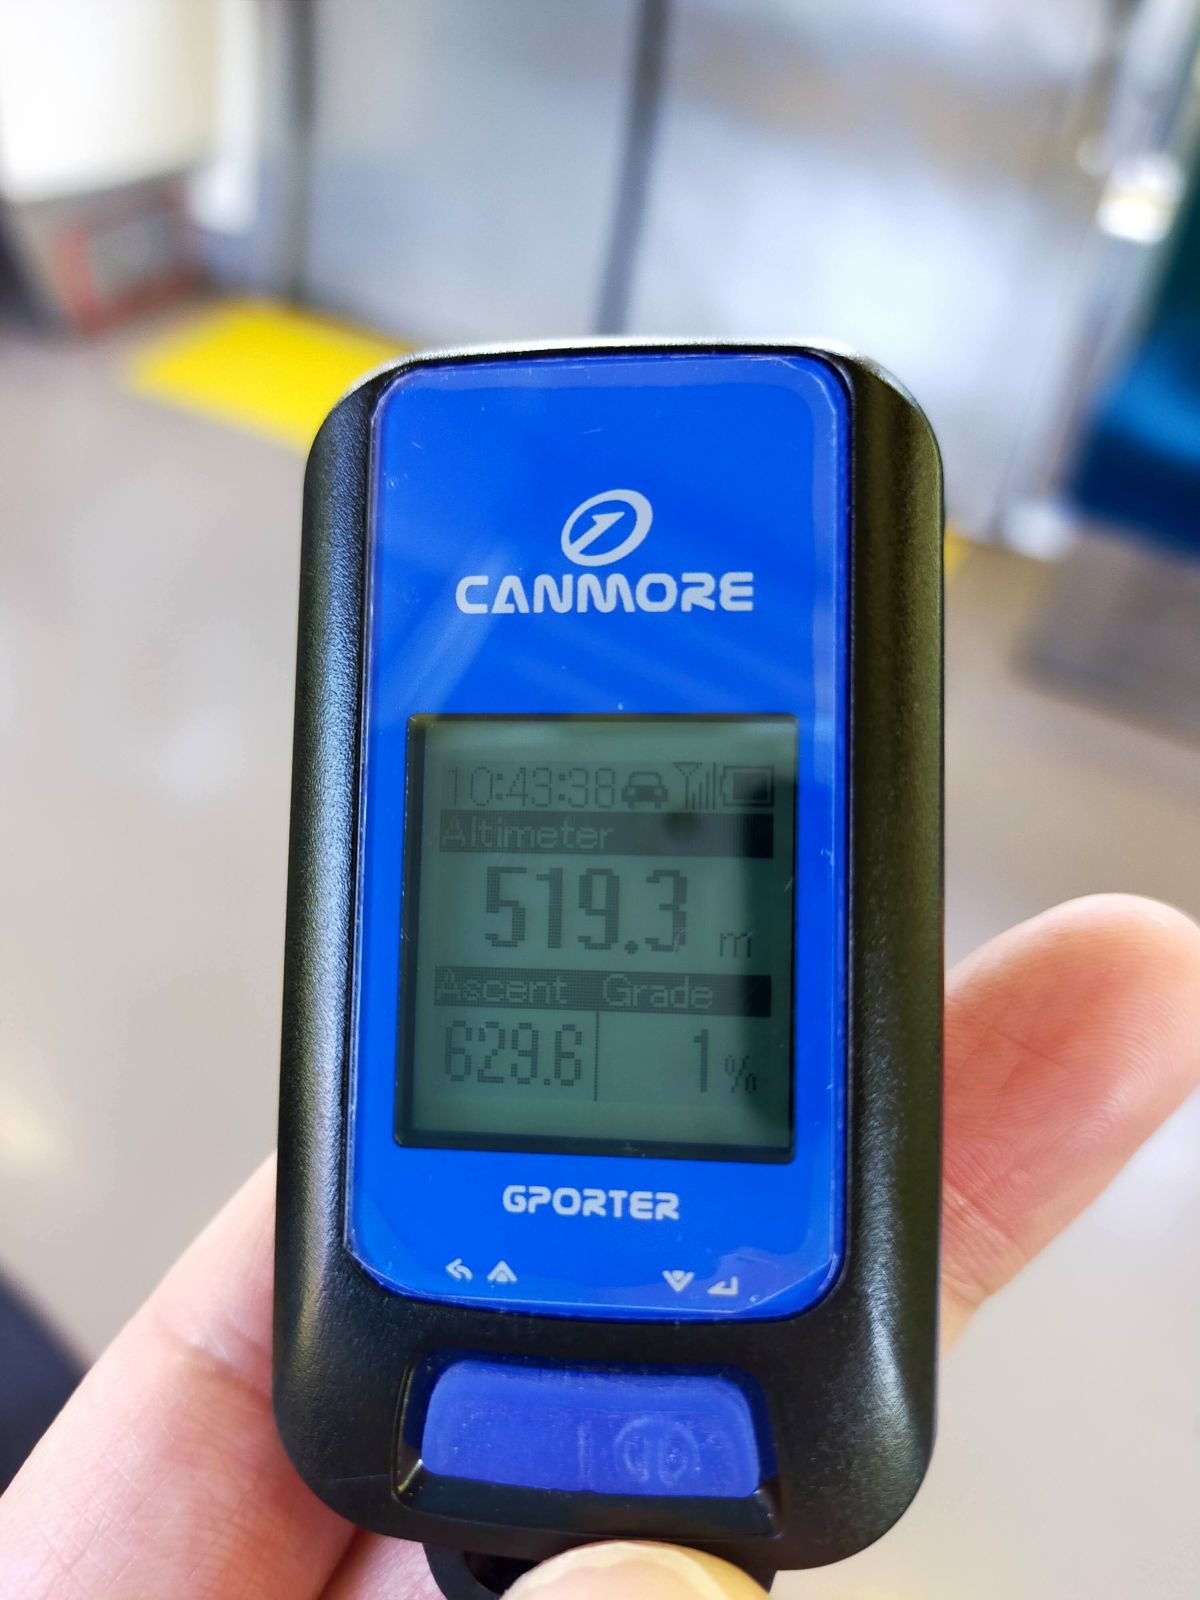 CANMORE
10:43:38
Altimeter
519.3 m
Ascent Grade
629.6 1 %
GPORTER